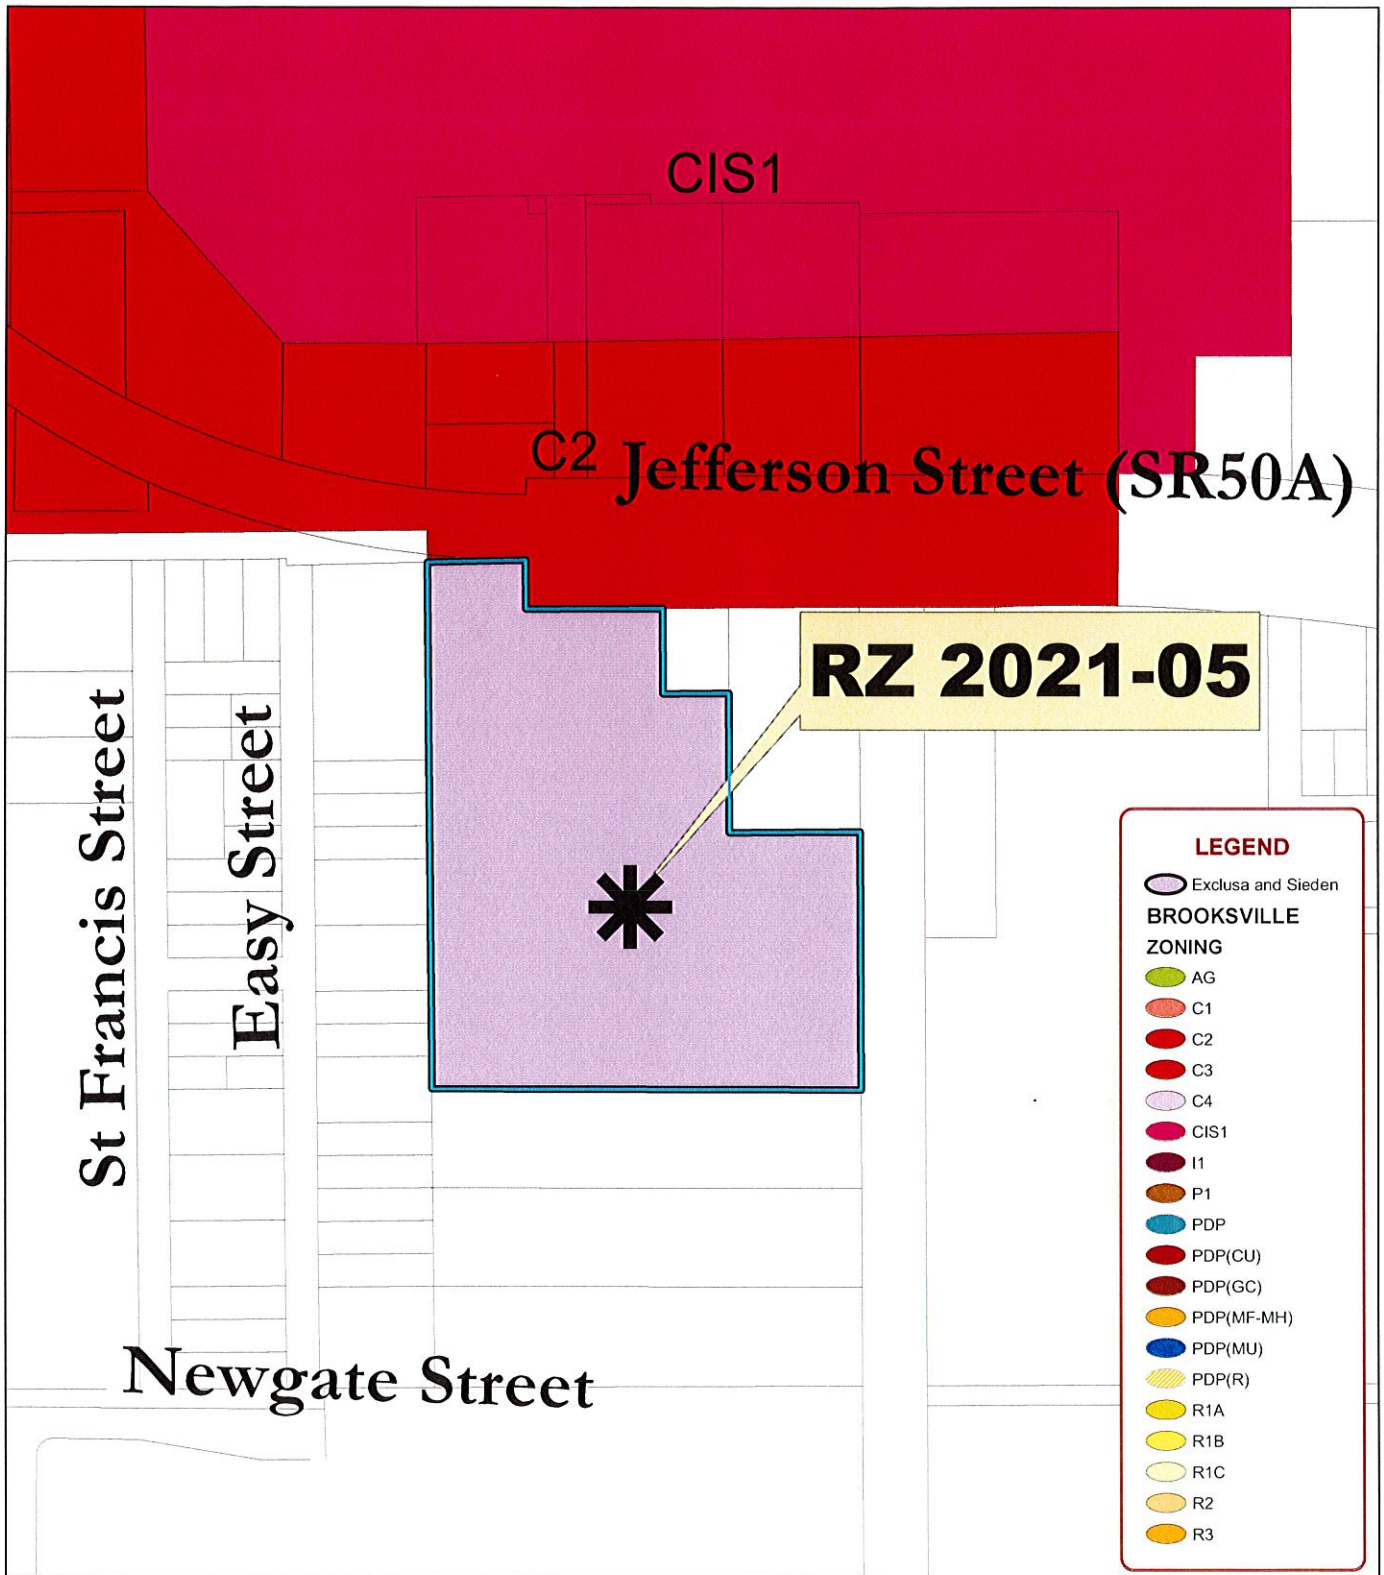 CIS1
C2
Jefferson Street (SR50A)
RZ 2021-05
St Francis Street
Easy Street
Newgate Street
LEGEND
Exclusa and Sieden
BROOKSVILLE
ZONING
AG
C1
C2
C3
C4
CIS1
I1
P1
PDP
PDP(CU)
PDP(GC)
PDP(MF-MH)
PDP(MU)
PDP(R)
R1A
R1B
R1C
R2
R3